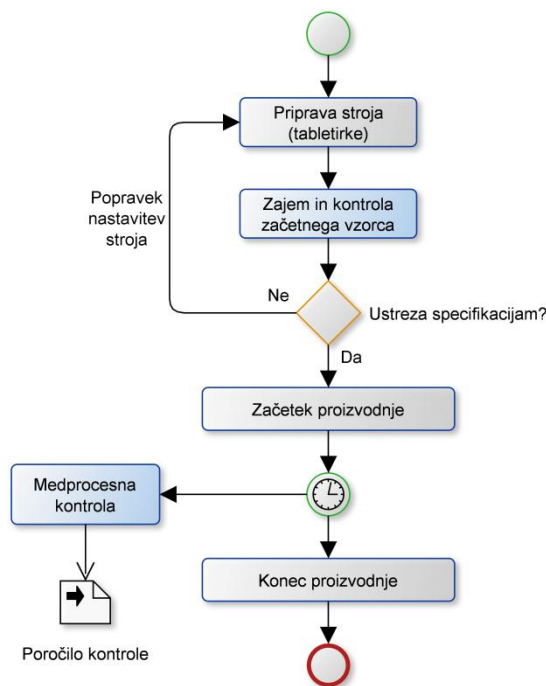 Priprava stroja
(tabletirke)
Popravek
nastavitev
stroja
Zajem in kontrola
začetnega vzorca
Ne
Ustreza specifikacijam?
Da
Začetek proizvodnje
Medprocesna
kontrola
Konec proizvodnje
Poročilo kontrole